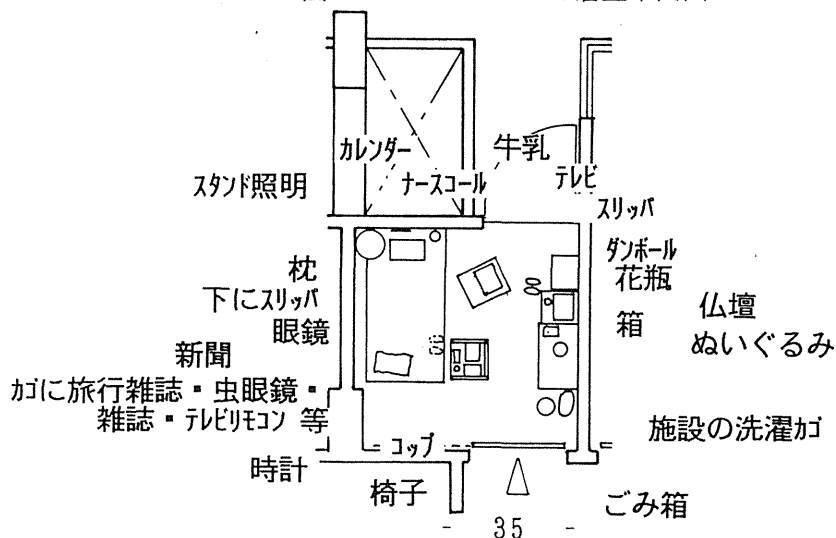 カレンダー
牛乳
スタンド照明
ナースコール
テレビ
スリッパ
ダンボール
花瓶
枕
下にスリッパ
眼鏡
箱
仏壇
ぬいぐるみ
新聞
カゴに旅行雑誌・虫眼鏡・
雑誌・テレビリモコン 等
施設の洗濯カゴ
コップ
時計
椅子
ごみ箱
- 35 -